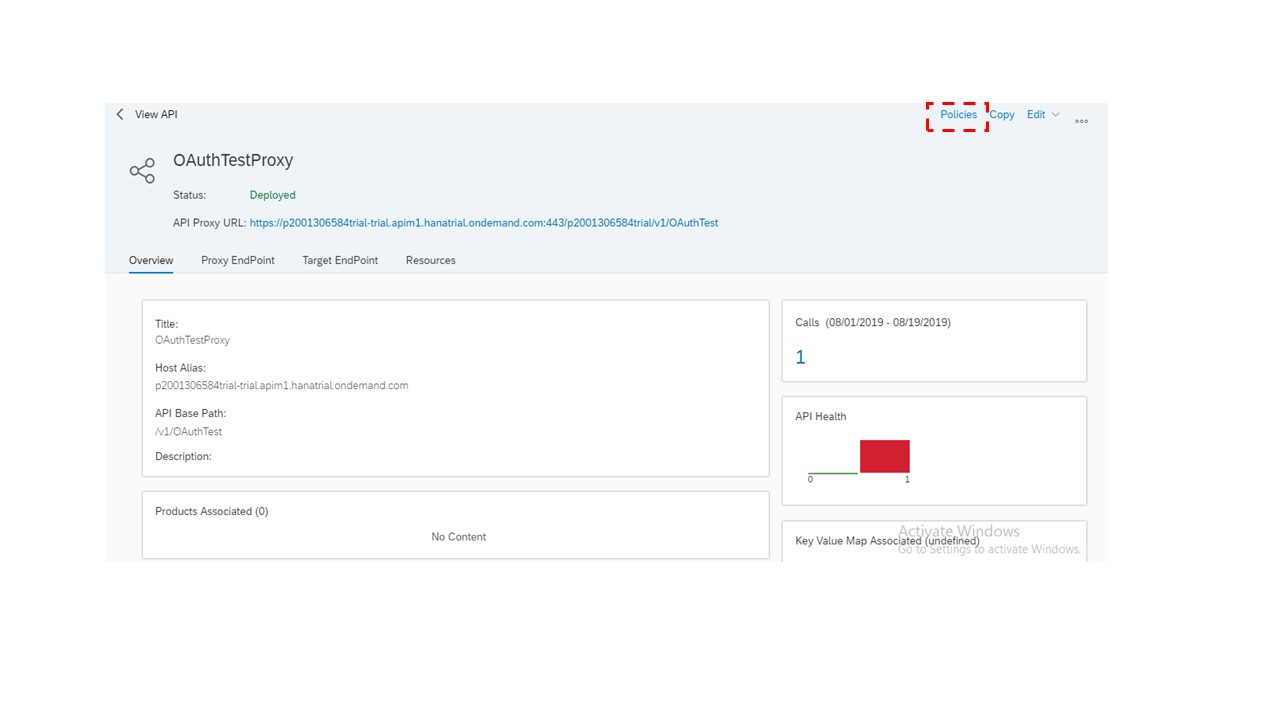 View API
Policies Copy Edit
OAuthTestProxy
Status: Deployed
API Proxy URL: https://p2001306584trial-trial.apim1.hanatrial.ondemand.com:443/p2001306584trial/v1/OAuthTest
Overview Proxy EndPoint Target EndPoint Resources
Title:
OAuthTestProxy
Host Alias:
p2001306584trial-trial.apim1.hanatrial.ondemand.com
API Base Path:
/v1/OAuthTest
Description:
Products Associated (0)
No Content
Calls (08/01/2019 - 08/19/2019)
1
API Health
0 1
Key Value Map Associated (undefined)
Activate Windows
Go to Settings to activate Windows.